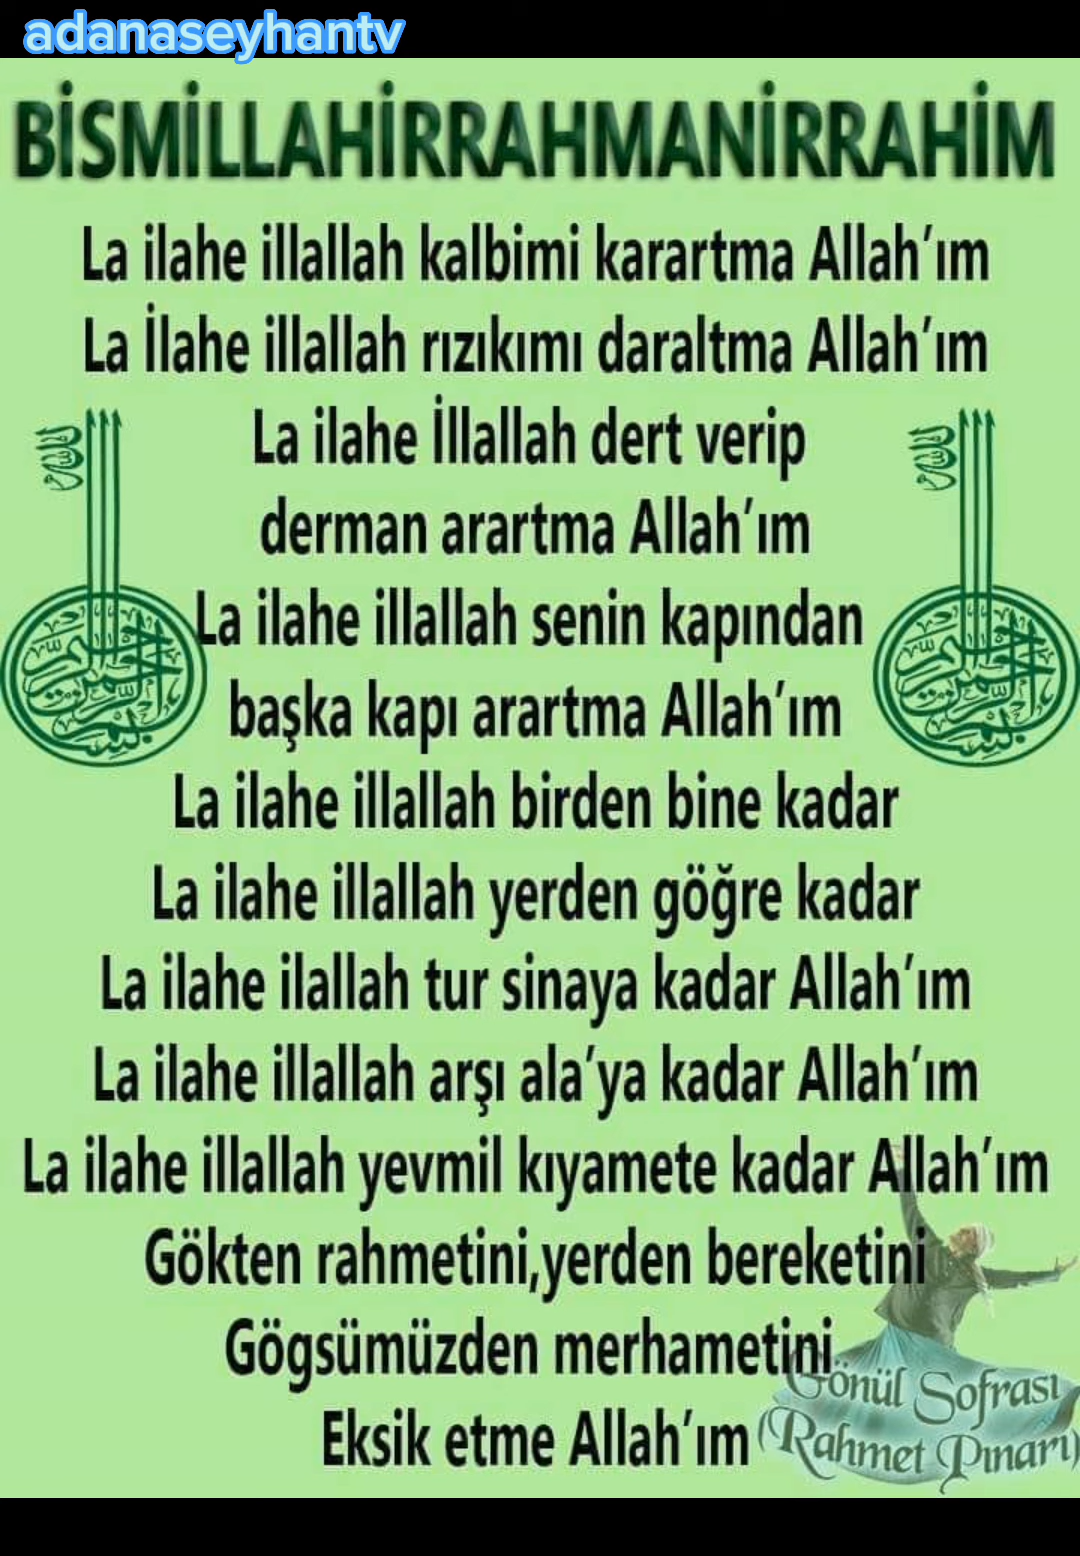 adanaseyhantv
BİSMİLLAHİRRAHMANİRRAHİM
La ilahe illallah kalbimi karartma Allah'ım
La İlahe illallah rızıkımı daraltma Allah'ım
La ilahe İllallah dert verip
derman arartma Allah'ım
La ilahe illallah senin kapından
başka kapı arartma Allah'ım
La ilahe illallah birden bine kadar
La ilahe illallah yerden göğre kadar
La ilahe ilallah tur sinaya kadar Allah'ım
La ilahe illallah arşı ala'ya kadar Allah'ım
La ilahe illallah yevmil kıyamete kadar Allah'ım
Gökten rahmetini,yerden bereketini
Gögsümüzden merhametini
Eksik etme Allah'ım
Gönül Sofrası
(Rahmet Pınarı)